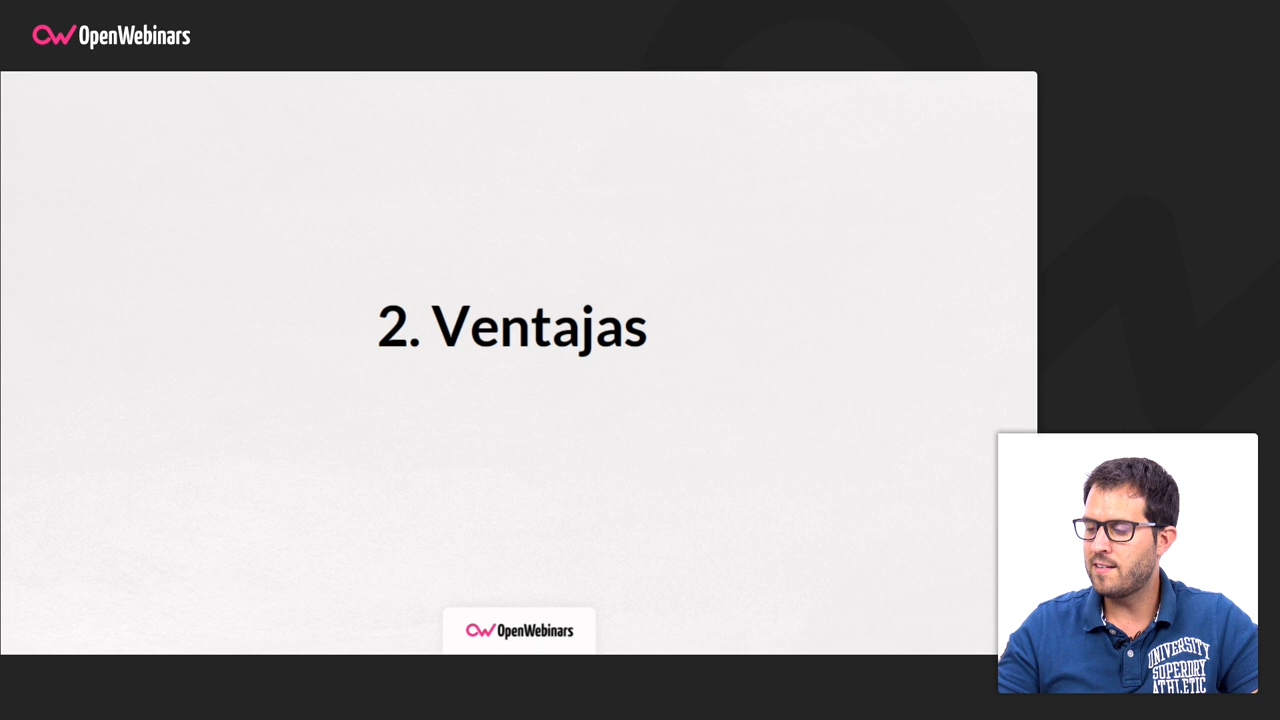 OpenWebinars
2. Ventajas
OpenWebinars
UNIVERSITY
SUPERDRY
ATHLETIC